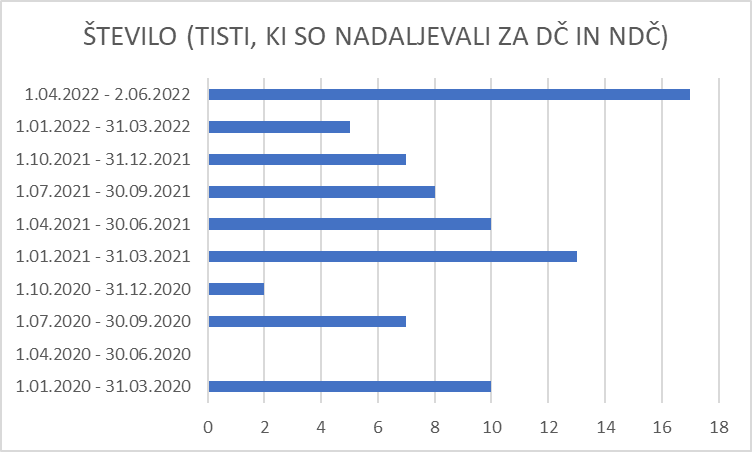 ŠTEVILO (TISTI, KI SO NADALJEVALI ZA DČ IN NDČ)
1.04.2022 - 2.06.2022
1.01.2022 - 31.03.2022
1.10.2021 - 31.12.2021
1.07.2021 - 30.09.2021
1.04.2021 - 30.06.2021
1.01.2021 - 31.03.2021
1.10.2020 - 31.12.2020
1.07.2020 - 30.09.2020
1.04.2020 - 30.06.2020
1.01.2020 - 31.03.2020
0 2 4 6 8 10 12 14 16 18